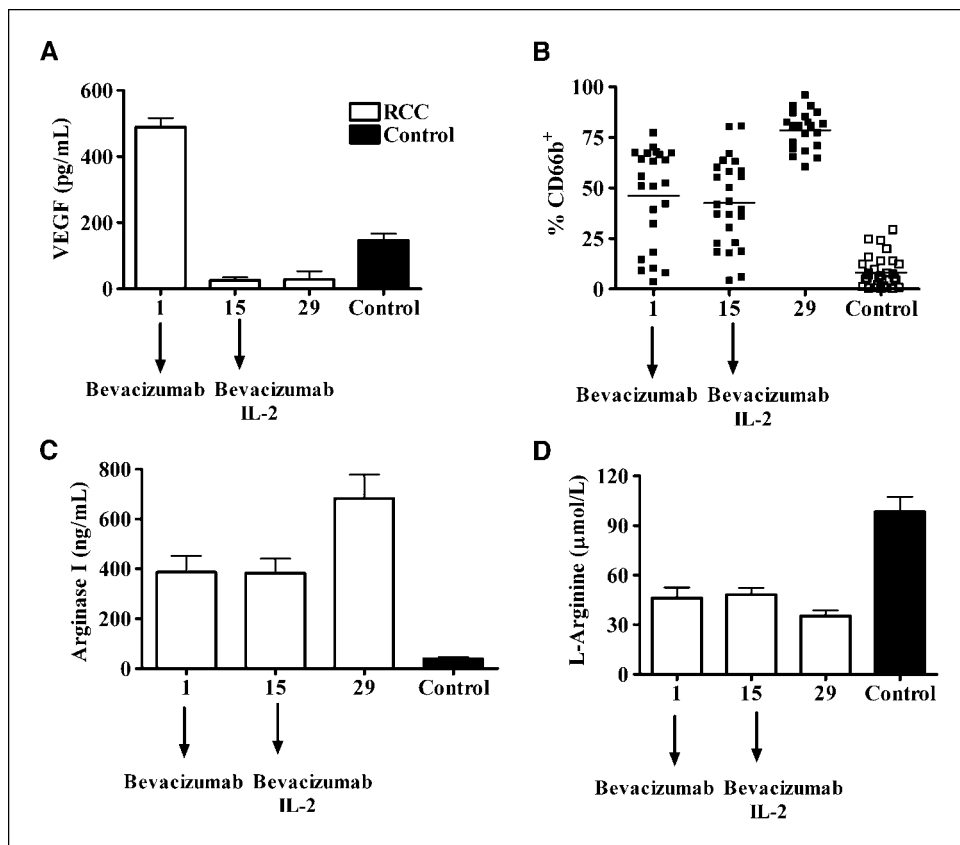 A
VEGF (pg/mL)
600
400
200
0
RCC
Control
1 15 29 Control
Bevacizumab Bevacizumab
IL-2
B
% CD66b+
100
75
50
25
0
1 15 29 Control
Bevacizumab Bevacizumab
IL-2
C
Arginase I (ng/mL)
800
600
400
200
0
1 15 29 Control
Bevacizumab Bevacizumab
IL-2
D
L-Arginine (μmol/L)
120
90
60
30
0
1 15 29 Control
Bevacizumab Bevacizumab
IL-2